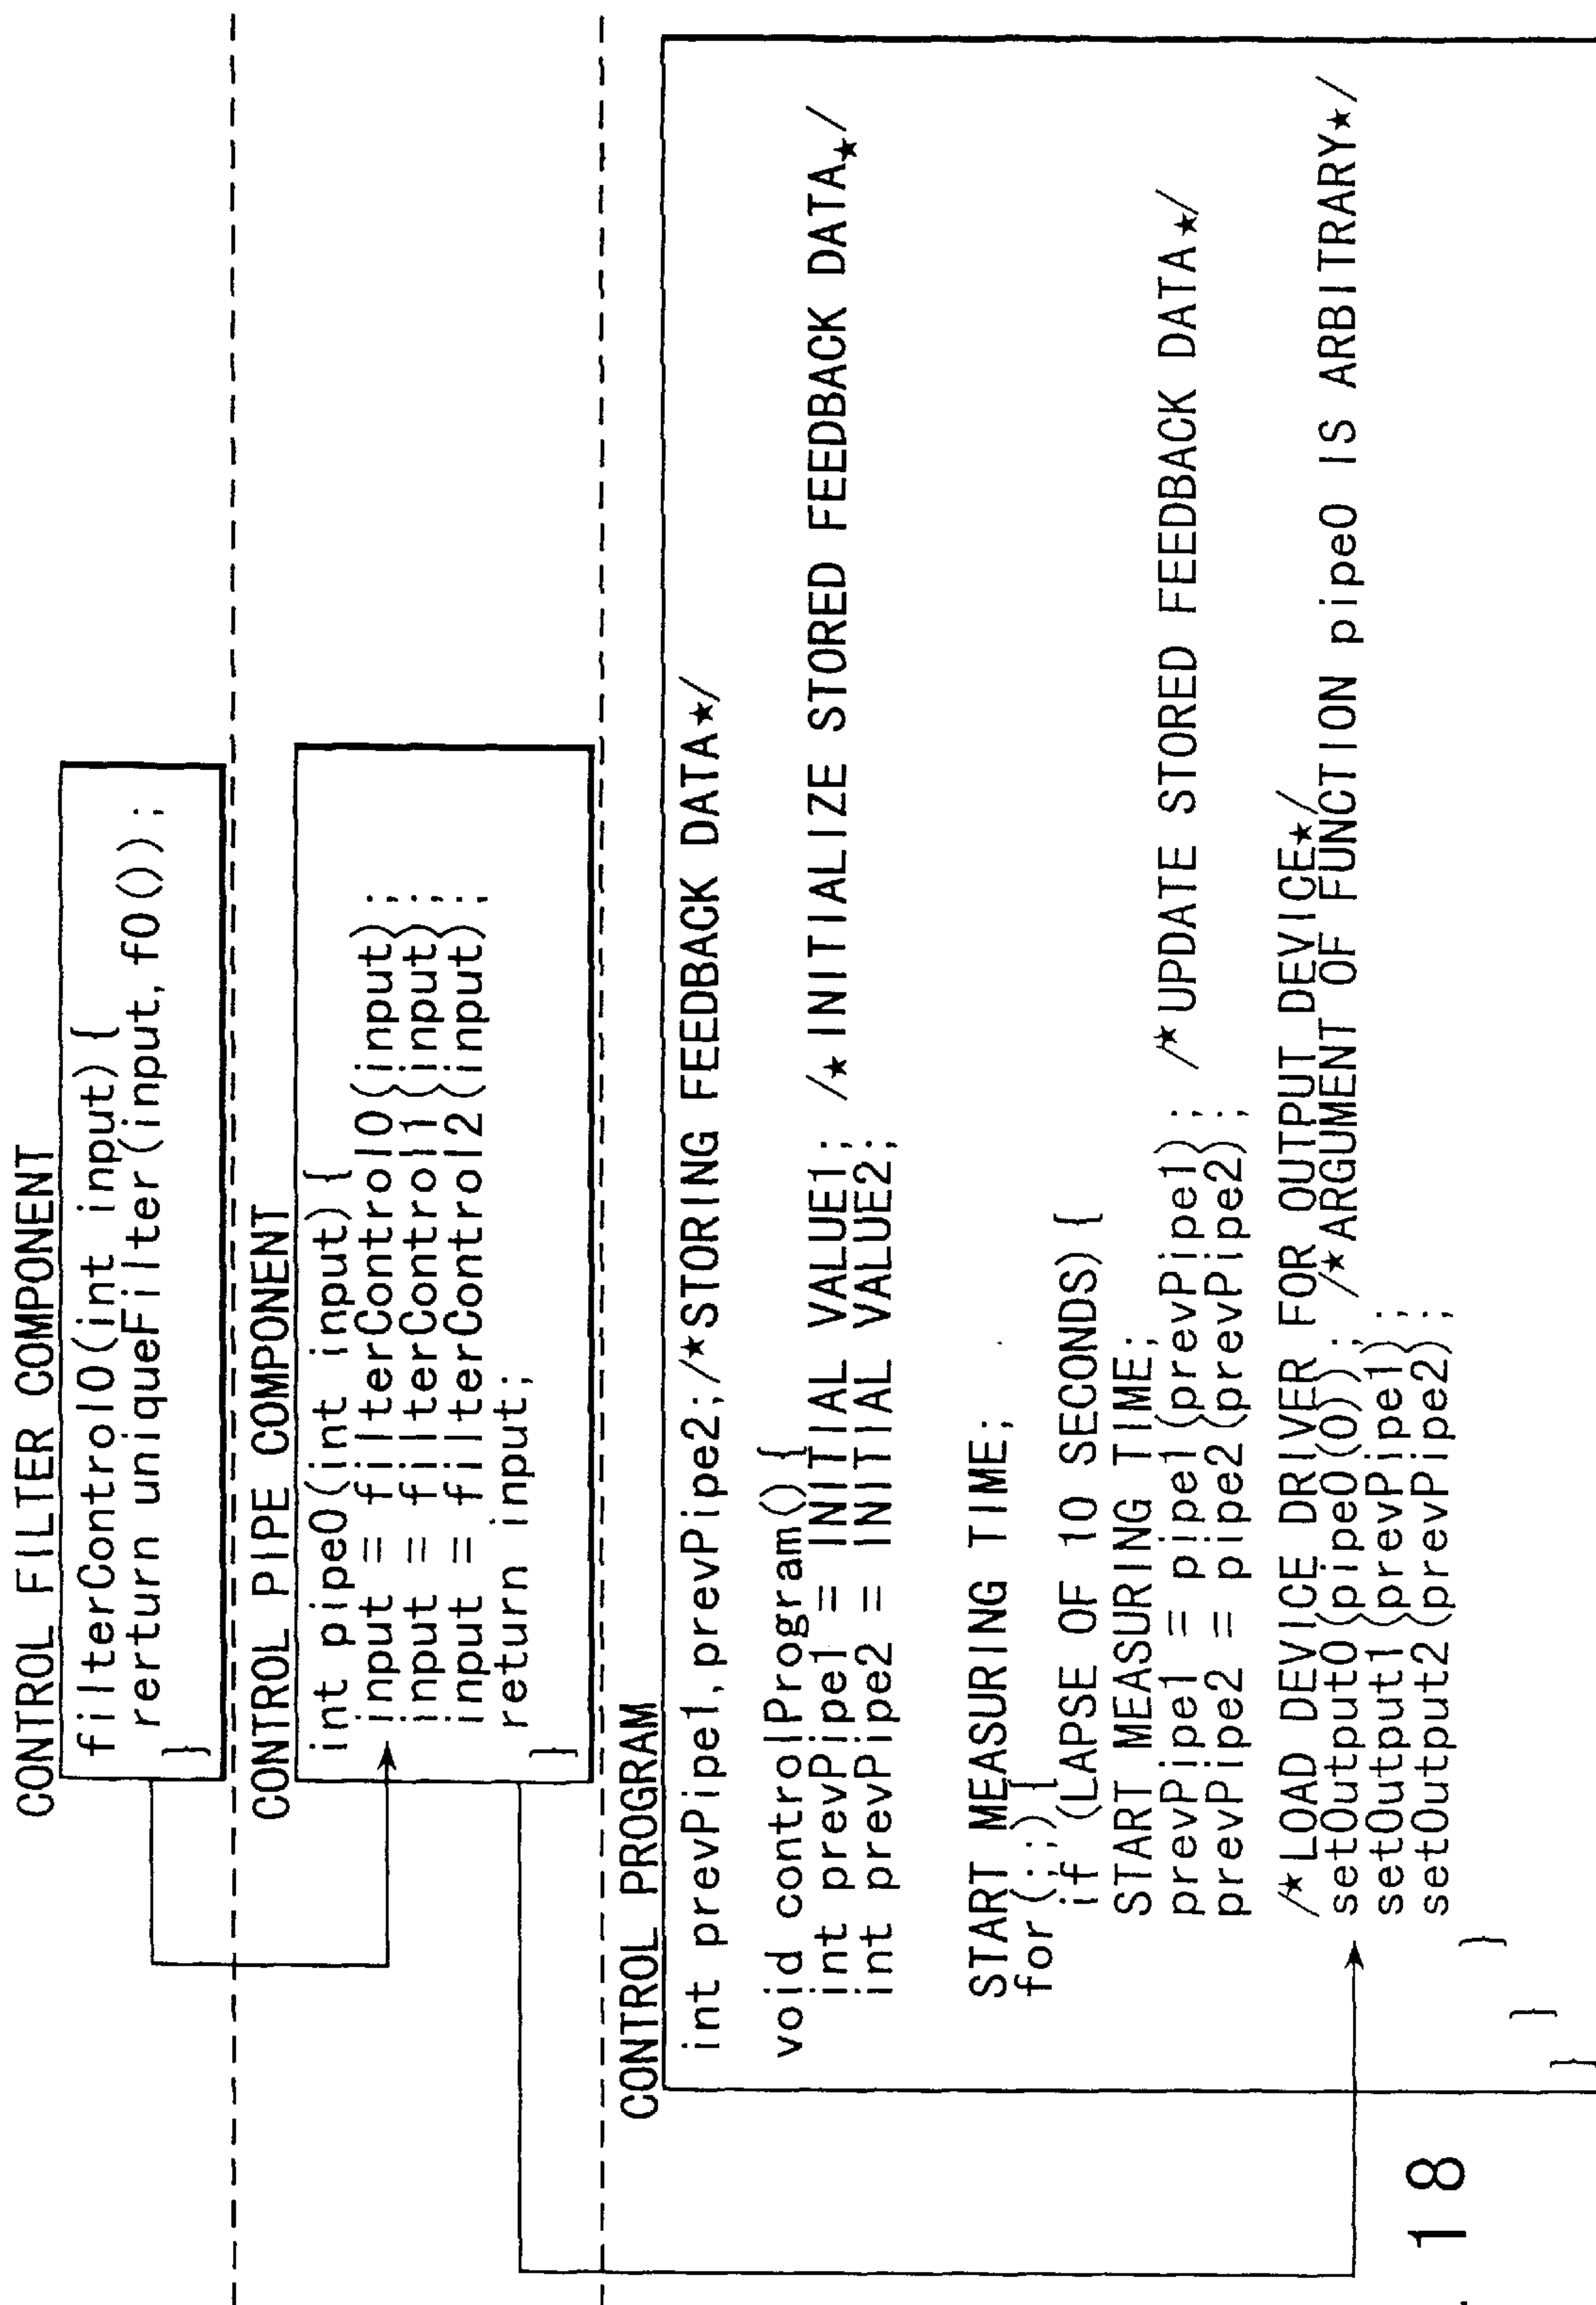 CONTROL FILTER COMPONENT
filterControl0(int input) {
rerturn uniqueFilter(input, f0());
}
CONTROL PIPE COMPONENT
int pipe0(int input) {
input = filterControl0(input);
input = filterControl1(input);
input = filterControl2(input);
return input;
}
CONTROL PROGRAM
int prevPipe1, prevPipe2;/*STORING FEEDBACK DATA*/
void controlProgram() {
int prevPipe1 = INITIAL VALUE1; /*INITIALIZE STORED FEEDBACK DATA*/
int prevPipe2 = INITIAL VALUE2;
START MEASURING TIME;
for(;;) {
if (LAPSE OF 10 SECONDS) {
START MEASURING TIME;
prevPipe1 = pipe1(prevPipe1); /*UPDATE STORED FEEDBACK DATA*/
prevPipe2 = pipe2(prevPipe2);
/*LOAD DEVICE DRIVER FOR OUTPUT DEVICE*/
setOutput0(pipe0(0)); /*ARGUMENT OF FUNCTION pipe0 IS ARBITRARY*/
setOutput1(prevPipe1);
setOutput2(prevPipe2);
}
}
}
18